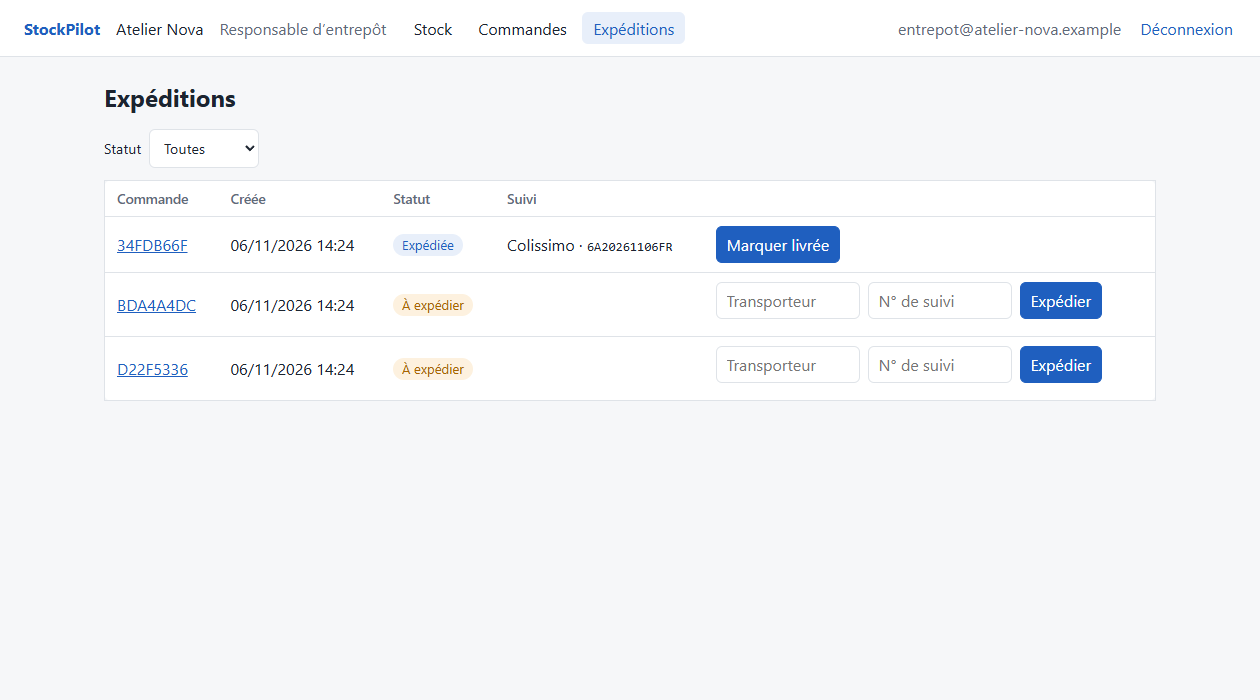 StockPilot Atelier Nova Responsable d'entrepôt Stock Commandes Expéditions entrepot@atelier-nova.example Déconnexion
Expéditions
Statut Toutes
Commande Créée Statut Suivi
34FDB66F 06/11/2026 14:24 Expédiée Colissimo · 6A20261106FR Marquer livrée
BDA4A4DC 06/11/2026 14:24 À expédier Transporteur N° de suivi Expédier
D22F5336 06/11/2026 14:24 À expédier Transporteur N° de suivi Expédier